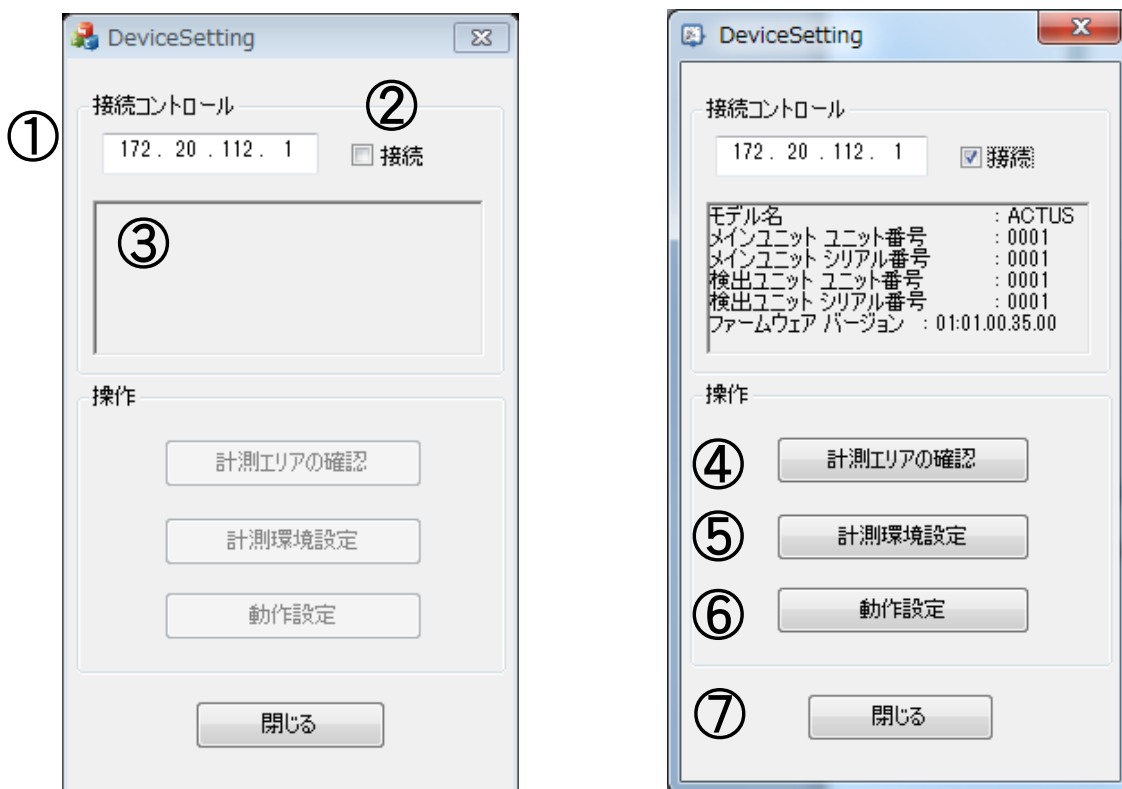 DeviceSetting
接続コントロール
②
①
172 . 20 . 112 . 1
接続
③
操作
計測エリアの確認
計測環境設定
動作設定
閉じる
DeviceSetting
接続コントロール
172 . 20 . 112 . 1
接続
モデル名 : ACTUS
メインユニット ユニット番号 : 0001
メインユニット シリアル番号 : 0001
検出ユニット ユニット番号 : 0001
検出ユニット シリアル番号 : 0001
ファームウェア バージョン : 01:01.00.35.00
操作
④ 計測エリアの確認
⑤ 計測環境設定
⑥ 動作設定
⑦ 閉じる